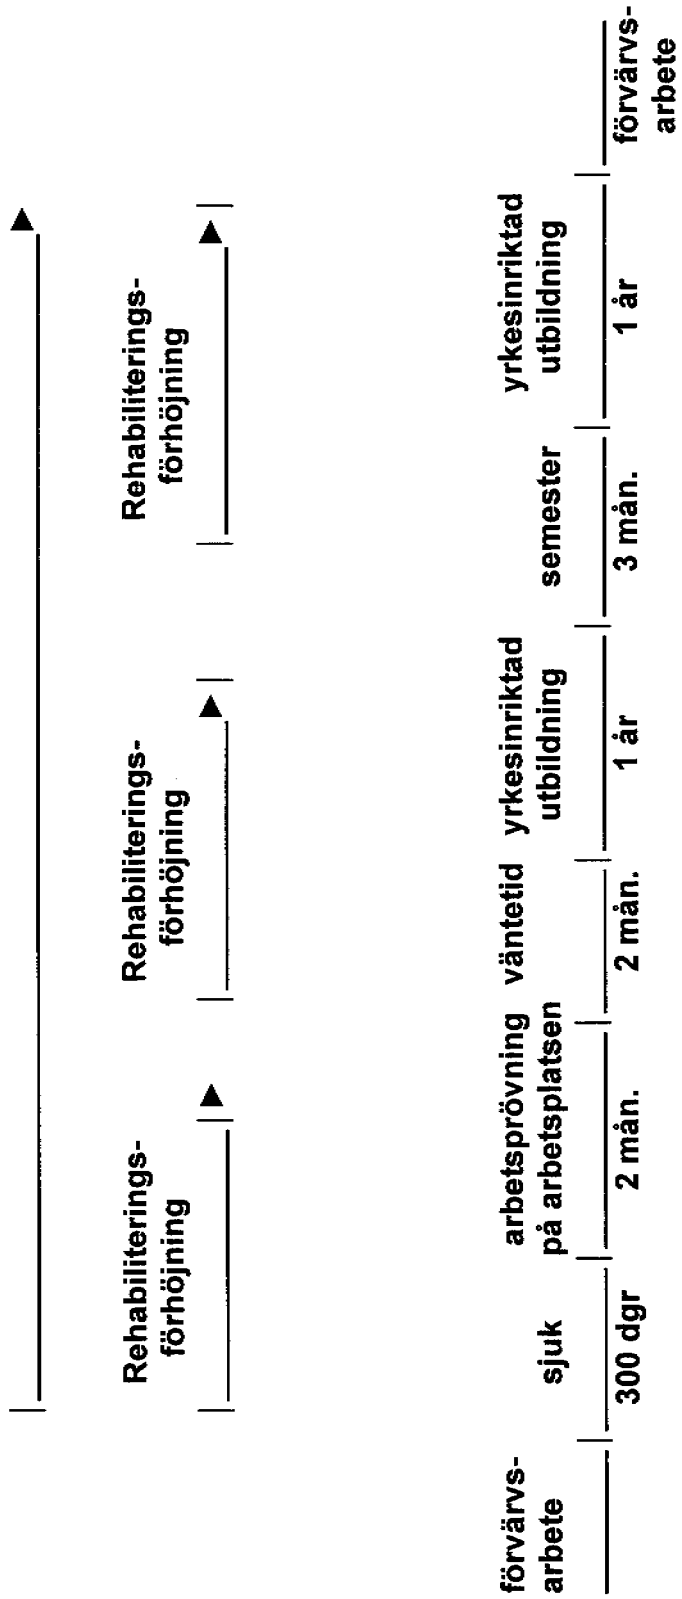 Rehabiliterings-
förhöjning
Rehabiliterings-
förhöjning
Rehabiliterings-
förhöjning
förvärvs-
arbete
sjuk
300 dgr
arbetsprövning
på arbetsplatsen
2 mån.
väntetid
2 mån.
yrkesinriktad
utbildning
1 år
semester
3 mån.
yrkesinriktad
utbildning
1 år
förvärvs-
arbete